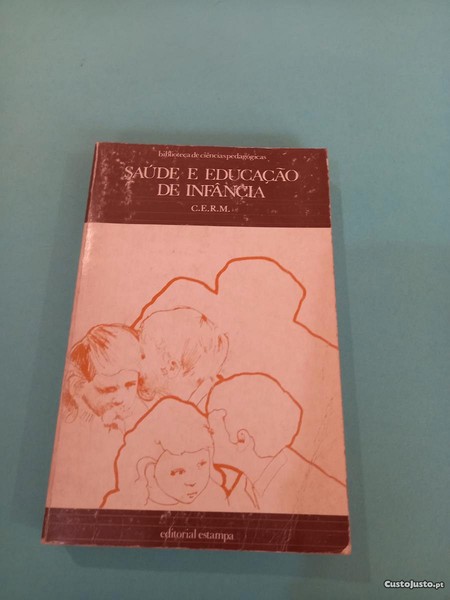 biblioteca de ciências pedagógicas
SAÚDE E EDUCAÇÃO
DE INFÂNCIA
C.E.R.M.
editorial estampa
CustoJusto.pt